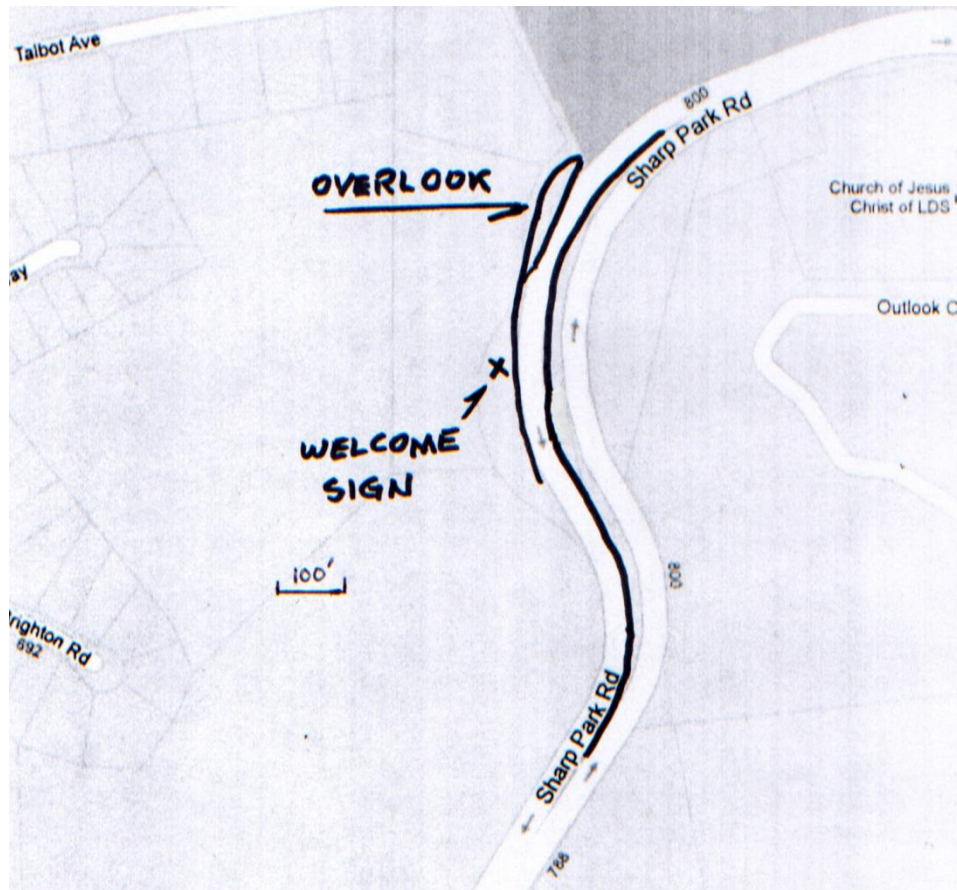 Talbot Ave
800
Sharp Park Rd
OVERLOOK
Church of Jesus
Christ of LDS
ay
Outlook C
WELCOME
SIGN
100'
800
righton Rd
692
Sharp Park Rd
788